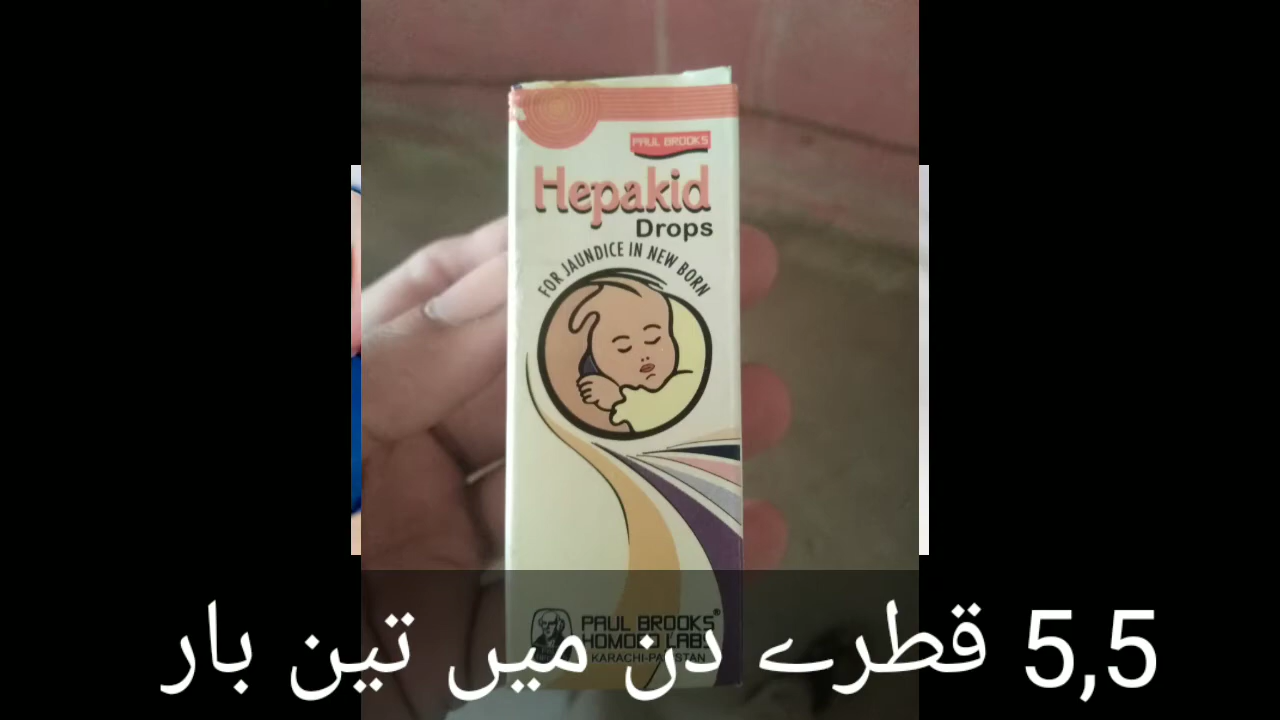 PAUL BROOKS
Hepakid
Drops
FOR JAUNDICE IN NEW BORN
PAUL BROOKS®
HOMOEO LABS
KARACHI-PAKISTAN
5,5 قطرے دن میں تین بار